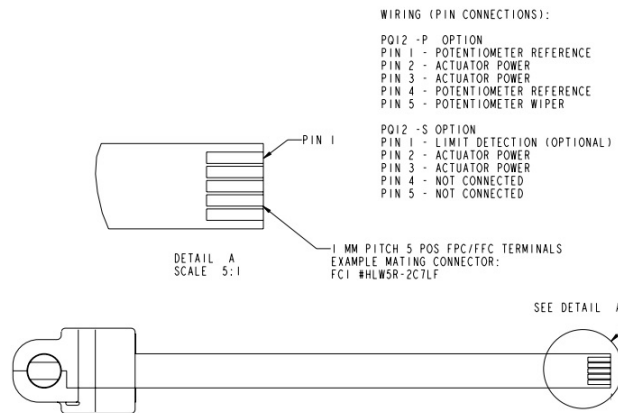 WIRING (PIN CONNECTIONS):
PQ12 -P OPTION
PIN 1 - POTENTIOMETER REFERENCE
PIN 2 - ACTUATOR POWER
PIN 3 - ACTUATOR POWER
PIN 4 - POTENTIOMETER REFERENCE
PIN 5 - POTENTIOMETER WIPER
PQ12 -S OPTION
PIN 1 - LIMIT DETECTION (OPTIONAL)
PIN 2 - ACTUATOR POWER
PIN 3 - ACTUATOR POWER
PIN 4 - NOT CONNECTED
PIN 5 - NOT CONNECTED
PIN 1
DETAIL A
SCALE 5:1
1 MM PITCH 5 POS FPC/FFC TERMINALS
EXAMPLE MATING CONNECTOR:
FCI #HLW5R-2C7LF
SEE DETAIL A